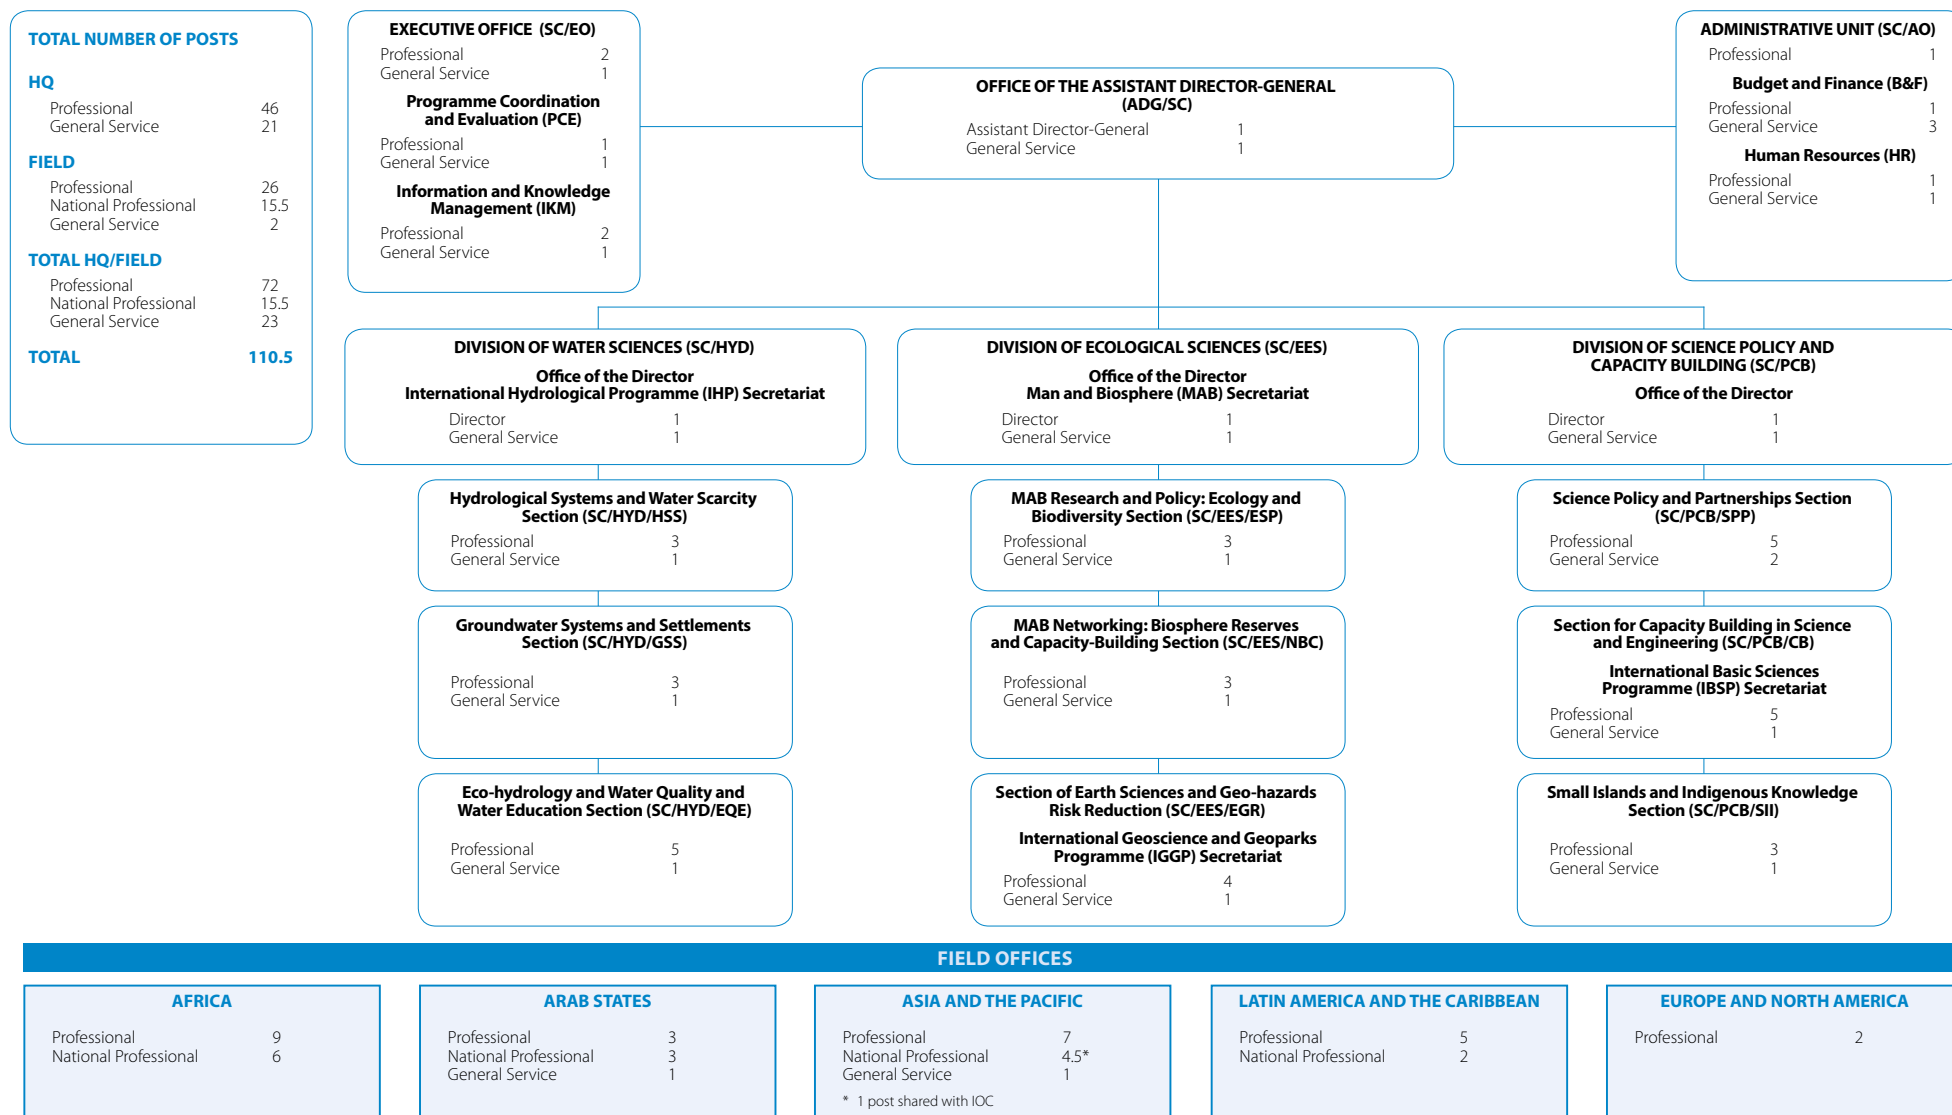 TOTAL NUMBER OF POSTS
HQ
Professional 46
General Service 21
FIELD
Professional 26
National Professional 15.5
General Service 2
TOTAL HQ/FIELD
Professional 72
National Professional 15.5
General Service 23
TOTAL 110.5
EXECUTIVE OFFICE (SC/EO)
Professional 2
General Service 1
Programme Coordination
and Evaluation (PCE)
Professional 1
General Service 1
Information and Knowledge
Management (IKM)
Professional 2
General Service 1
OFFICE OF THE ASSISTANT DIRECTOR-GENERAL
(ADG/SC)
Assistant Director-General 1
General Service 1
ADMINISTRATIVE UNIT (SC/AO)
Professional 1
Budget and Finance (B&F)
Professional 1
General Service 3
Human Resources (HR)
Professional 1
General Service 1
DIVISION OF WATER SCIENCES (SC/HYD)
Office of the Director
International Hydrological Programme (IHP) Secretariat
Director 1
General Service 1
Hydrological Systems and Water Scarcity
Section (SC/HYD/HSS)
Professional 3
General Service 1
Groundwater Systems and Settlements
Section (SC/HYD/GSS)
Professional 3
General Service 1
Eco-hydrology and Water Quality and
Water Education Section (SC/HYD/EQE)
Professional 5
General Service 1
DIVISION OF ECOLOGICAL SCIENCES (SC/EES)
Office of the Director
Man and Biosphere (MAB) Secretariat
Director 1
General Service 1
MAB Research and Policy: Ecology and
Biodiversity Section (SC/EES/ESP)
Professional 3
General Service 1
MAB Networking: Biosphere Reserves
and Capacity-Building Section (SC/EES/NBC)
Professional 3
General Service 1
Section of Earth Sciences and Geo-hazards
Risk Reduction (SC/EES/EGR)
International Geoscience and Geoparks
Programme (IGGP) Secretariat
Professional 4
General Service 1
DIVISION OF SCIENCE POLICY AND
CAPACITY BUILDING (SC/PCB)
Office of the Director
Director 1
General Service 1
Science Policy and Partnerships Section
(SC/PCB/SPP)
Professional 5
General Service 2
Section for Capacity Building in Science
and Engineering (SC/PCB/CB)
International Basic Sciences
Programme (IBSP) Secretariat
Professional 5
General Service 1
Small Islands and Indigenous Knowledge
Section (SC/PCB/SII)
Professional 3
General Service 1
FIELD OFFICES
AFRICA
Professional 9
National Professional 6
ARAB STATES
Professional 3
National Professional 3
General Service 1
ASIA AND THE PACIFIC
Professional 7
National Professional 4.5*
General Service 1
* 1 post shared with IOC
LATIN AMERICA AND THE CARIBBEAN
Professional 5
National Professional 2
EUROPE AND NORTH AMERICA
Professional 2